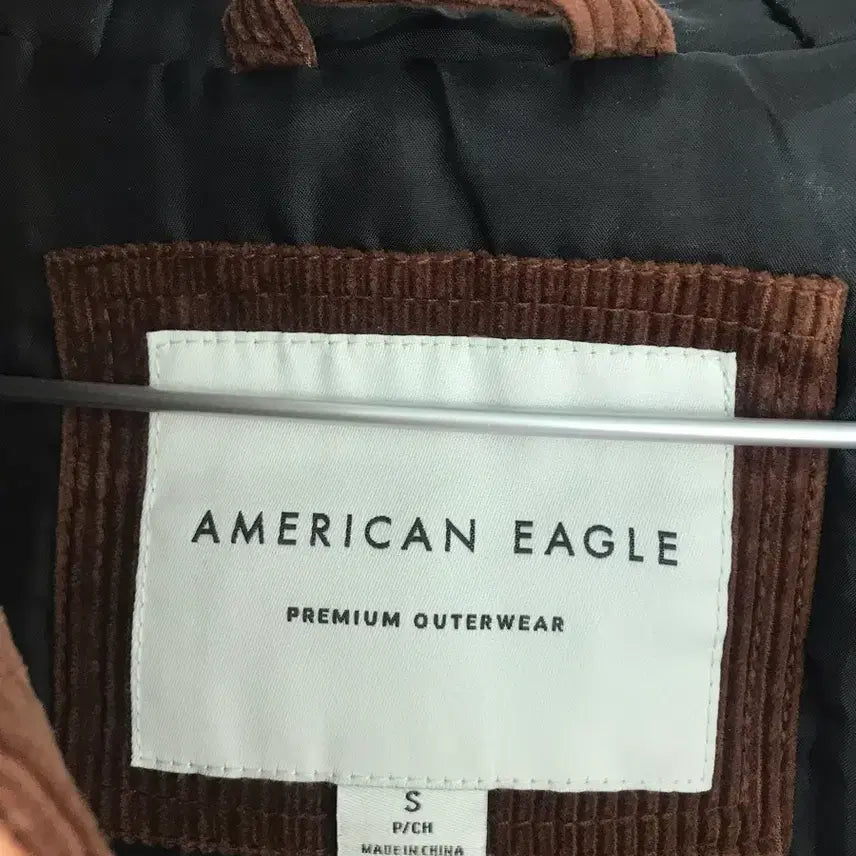 AMERICAN EAGLE
PREMIUM OUTERWEAR
S
P/CH
MADE IN CHINA